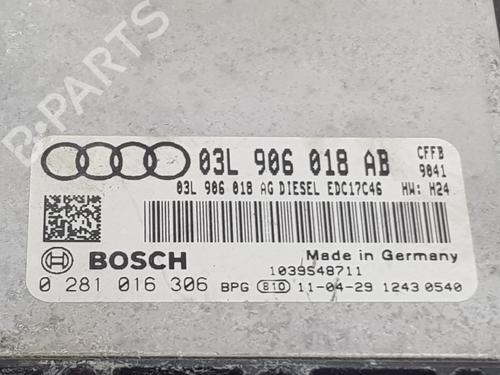 03L 906 018 AB CFFB
9041
03L 906 018 AG DIESEL EDC17C46 HW: H24
BOSCH Made in Germany
1039S48711
0 281 016 306 BPG 810 11-04-29 1243 0540
B-PARTS